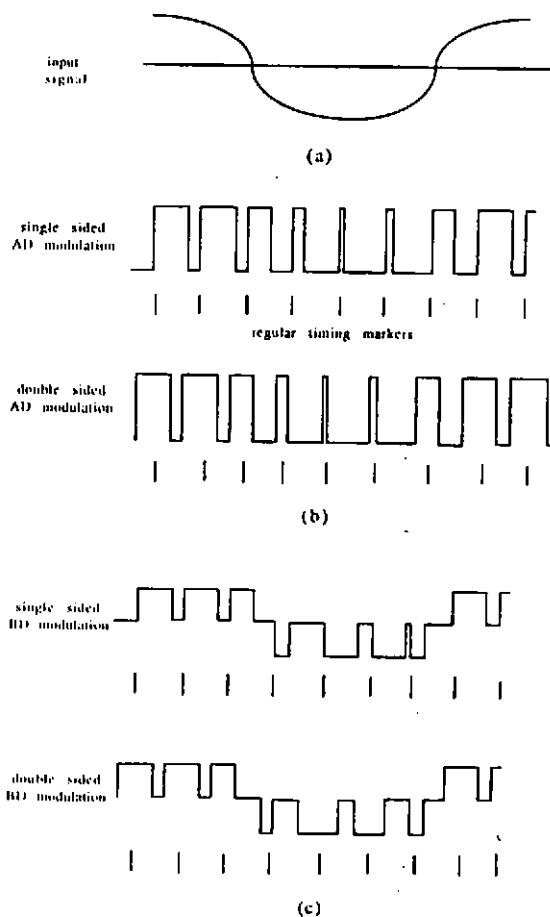 input
signal
(a)
single sided
AD modulation
regular timing markers
double sided
AD modulation
(b)
single sided
BD modulation
double sided
BD modulation
(c)